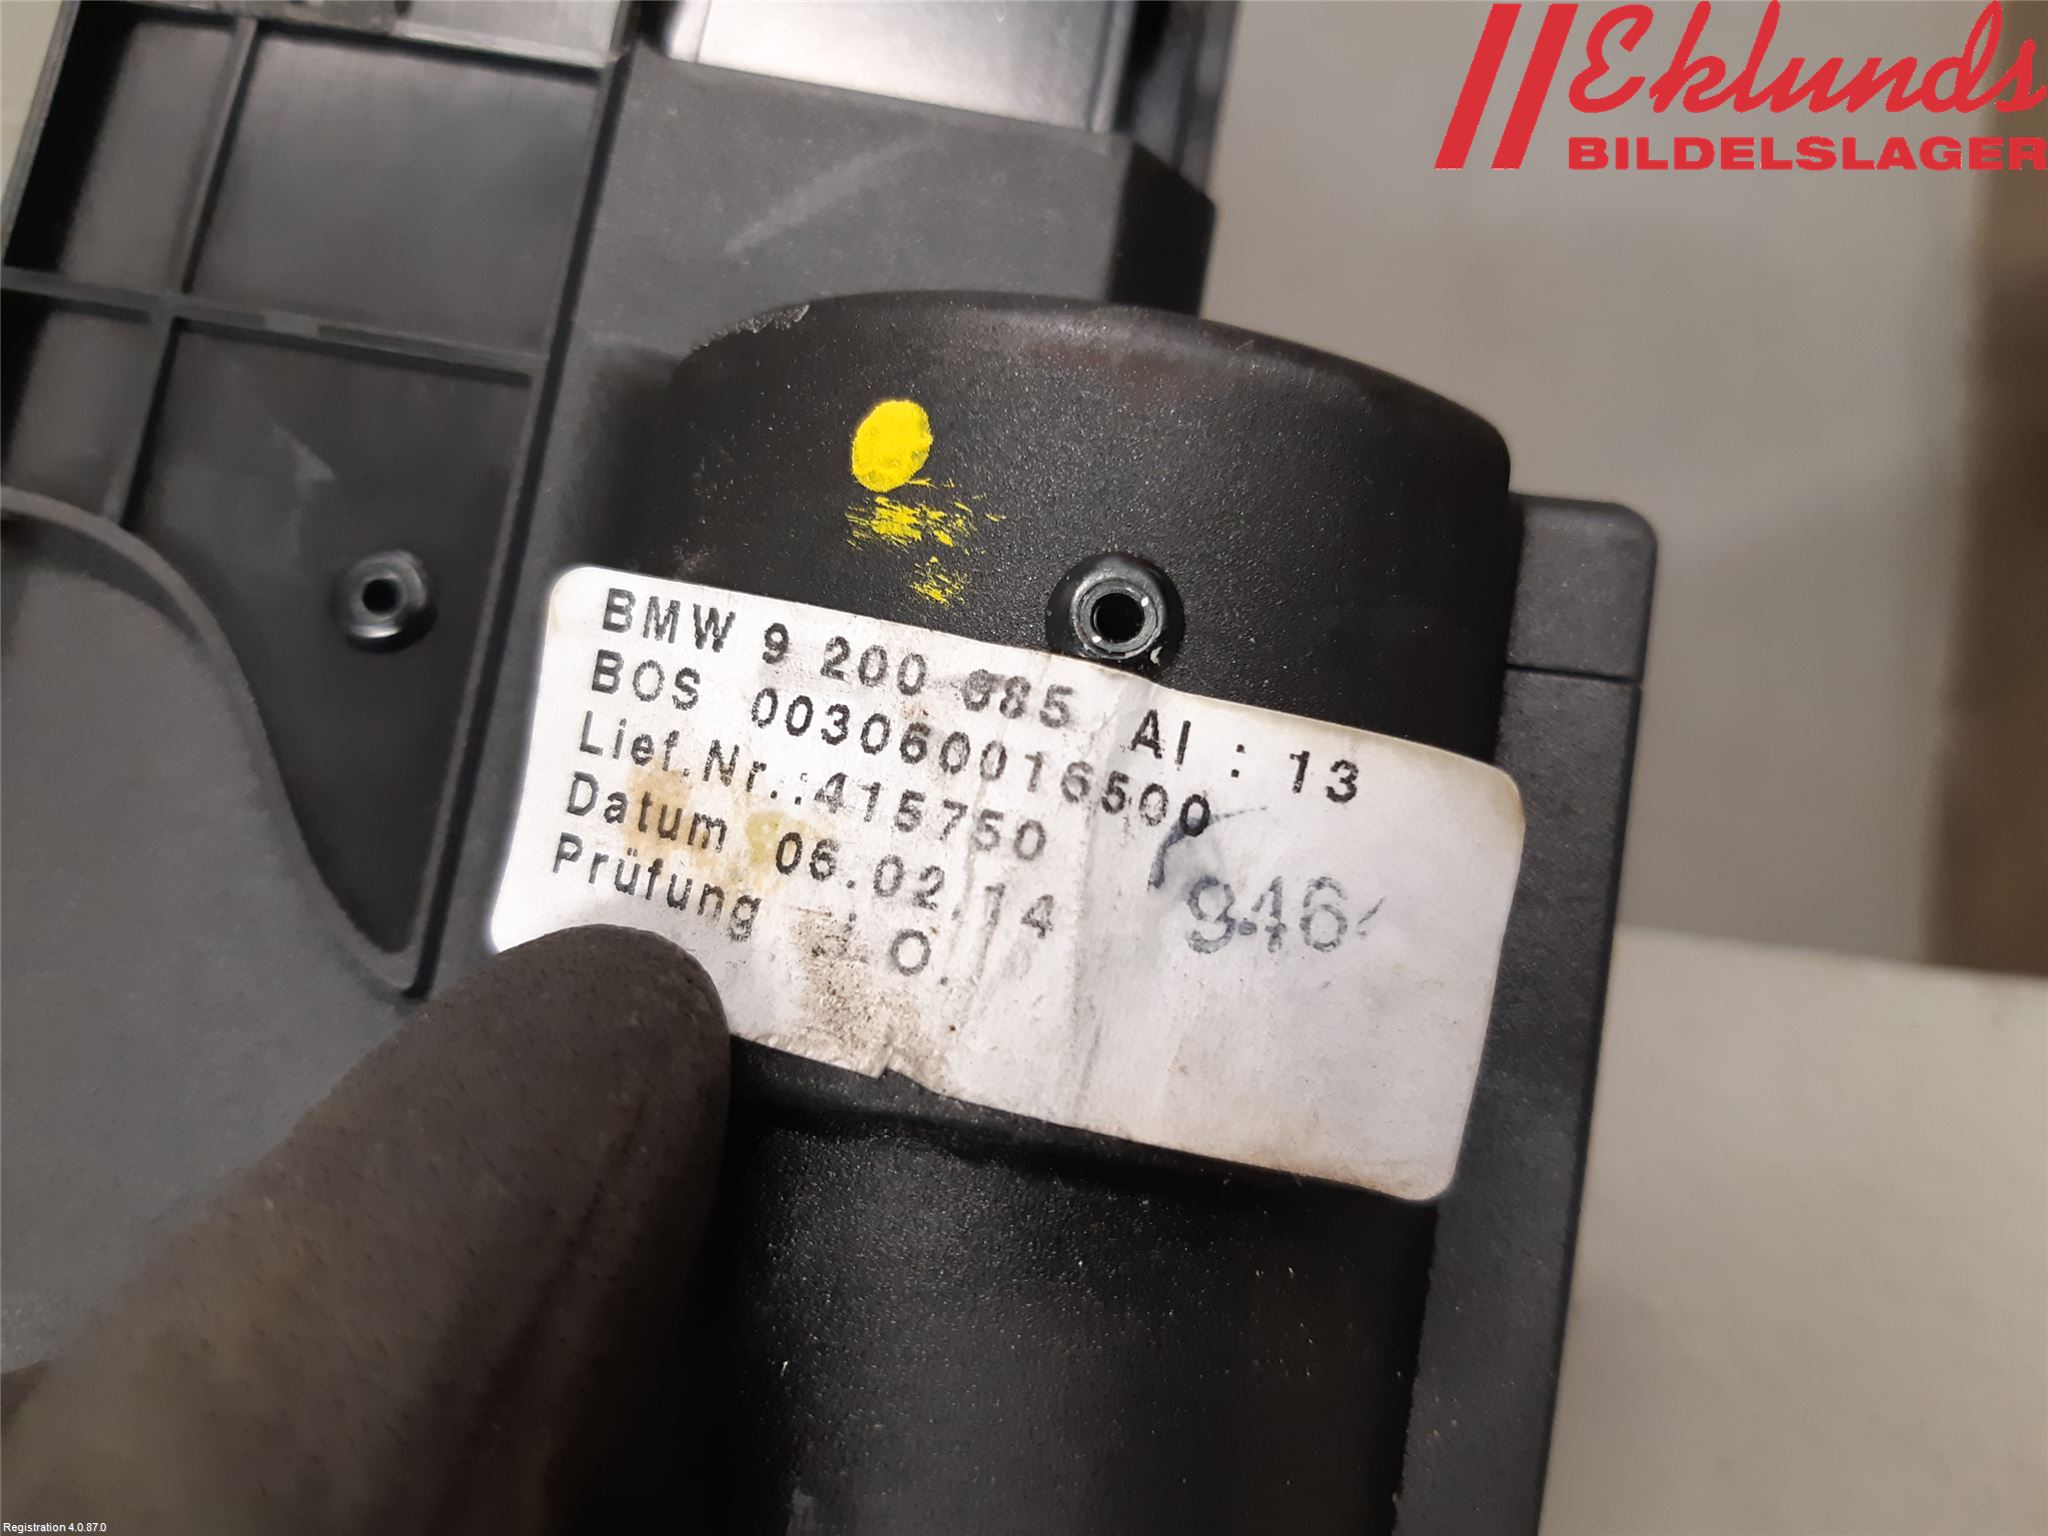 Eklunds
BILDELSLAGER
BMW 9 200 685 AI : 13
BOS 003060016500
Lief.Nr.:415750
Datum 06.02.14
Prüfung i.O.
946
Registration 4.0.87.0